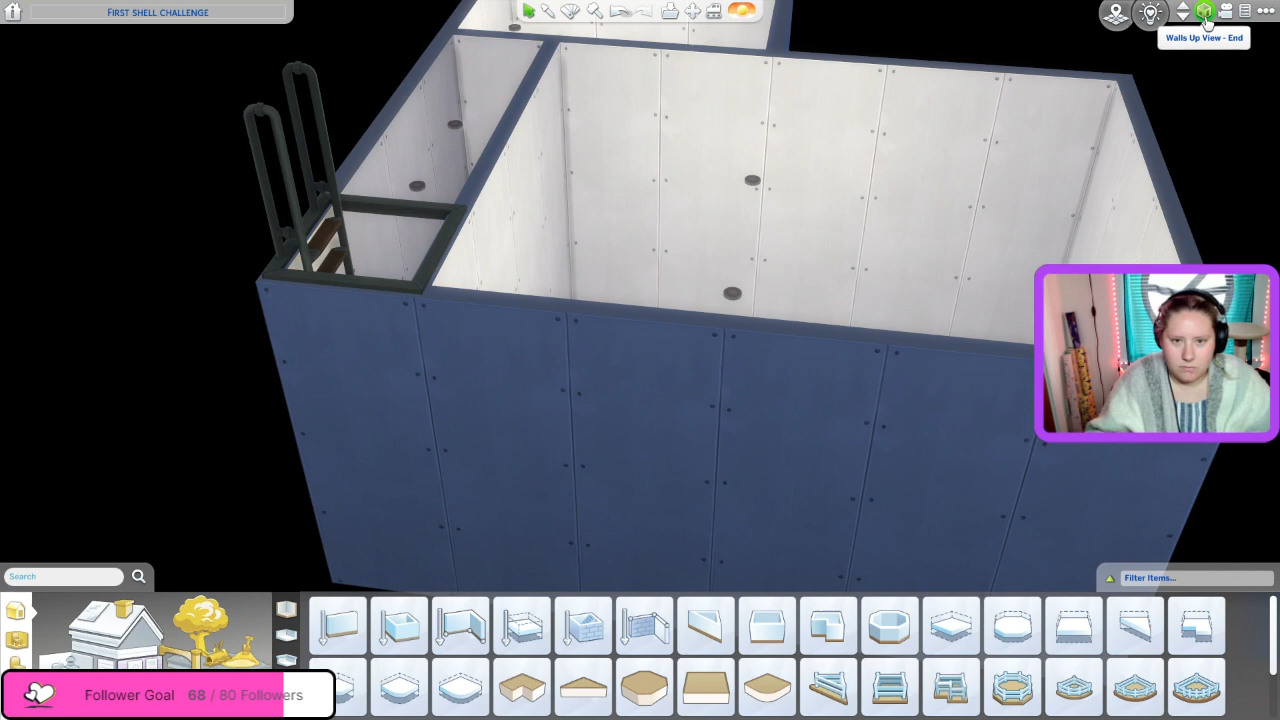 FIRST SHELL CHALLENGE
Walls Up View - End
Search
Filter Items...
Follower Goal 68 / 80 Followers